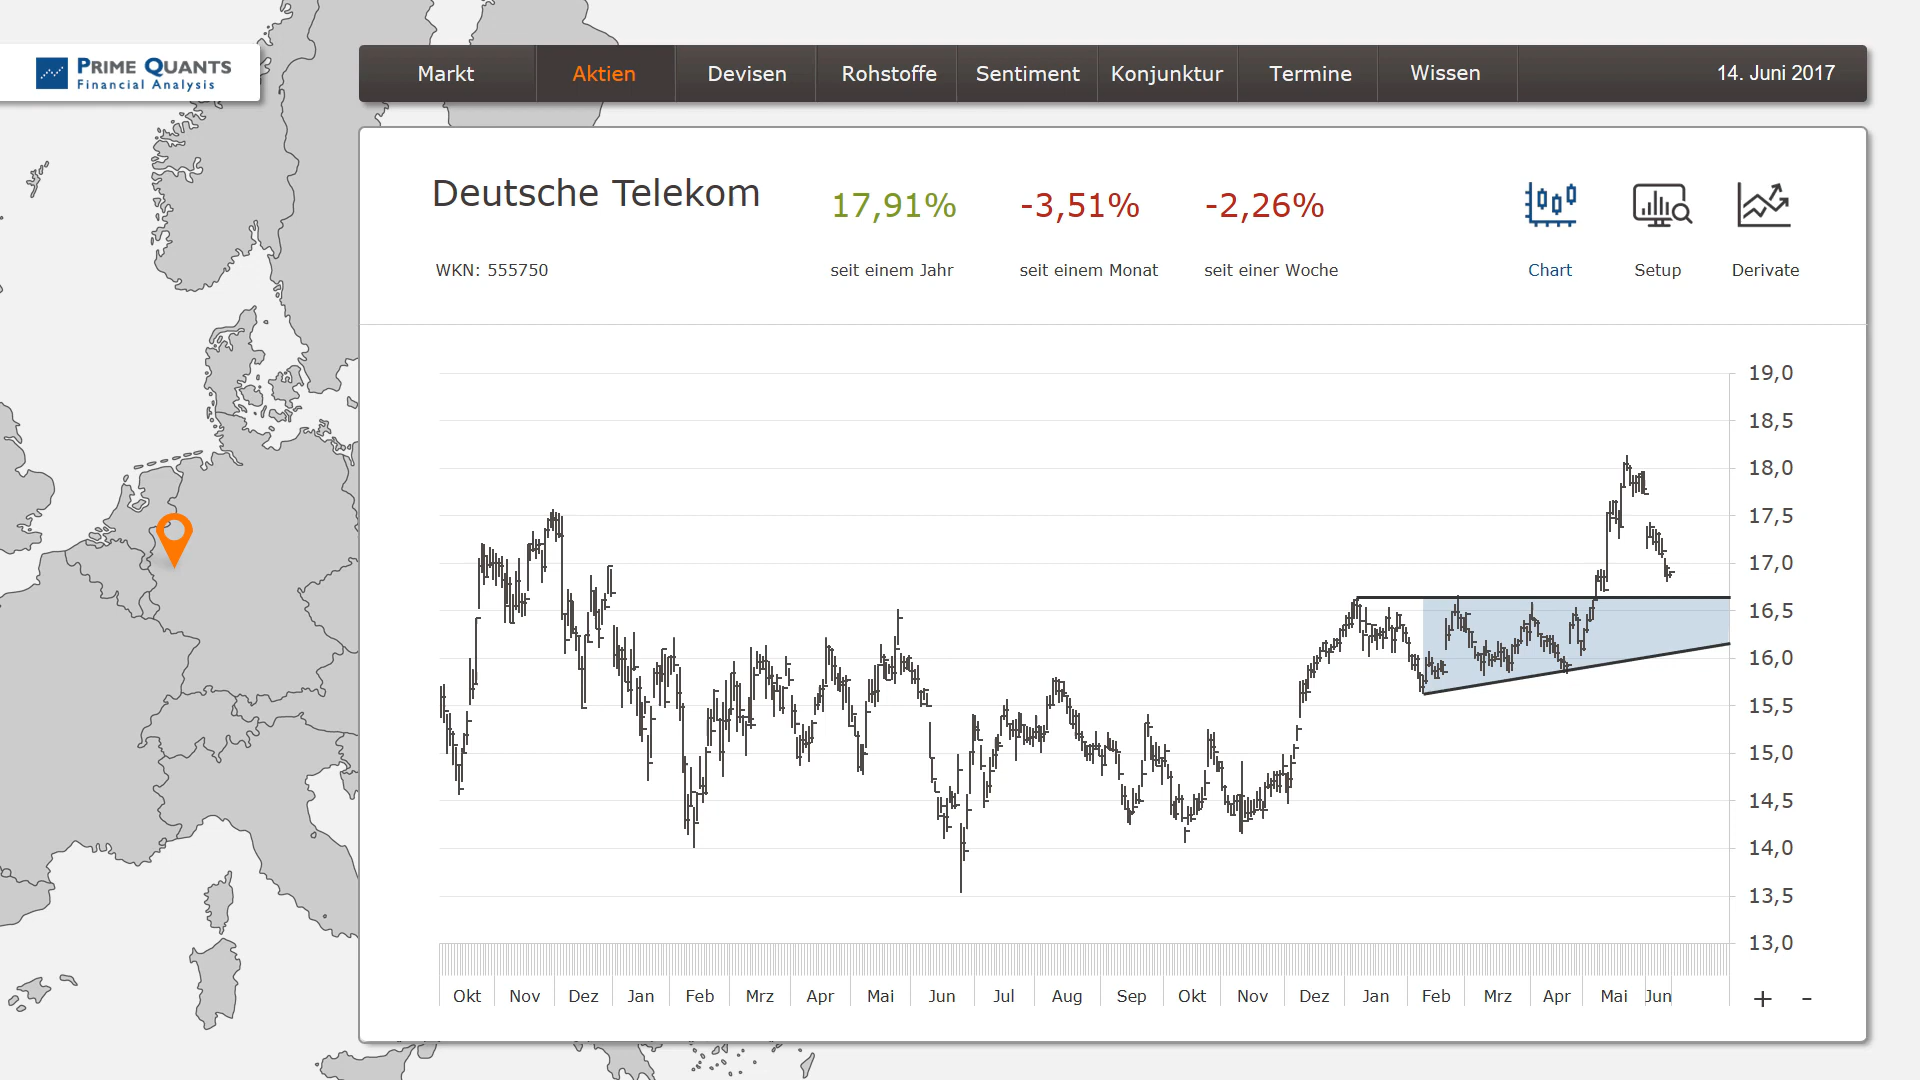 PRIME QUANTS
Financial Analysis
Markt Aktien Devisen Rohstoffe Sentiment Konjunktur Termine Wissen 14. Juni 2017
Deutsche Telekom 17,91% -3,51% -2,26%
WKN: 555750 seit einem Jahr seit einem Monat seit einer Woche Chart Setup Derivate
19,0
18,5
18,0
17,5
17,0
16,5
16,0
15,5
15,0
14,5
14,0
13,5
13,0
Okt Nov Dez Jan Feb Mrz Apr Mai Jun Jul Aug Sep Okt Nov Dez Jan Feb Mrz Apr Mai Jun + -